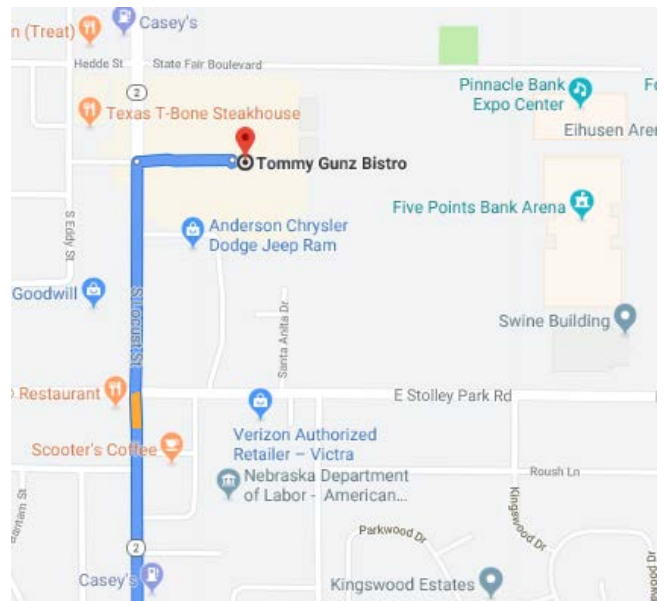 Casey's
n (Treat)
Hedde St
State Fair Boulevard
2
Texas T-Bone Steakhouse
Pinnacle Bank
Expo Center
Fo
Eihusen Aren
Tommy Gunz Bistro
S Eddy St
Five Points Bank Arena
Anderson Chrysler
Dodge Jeep Ram
Goodwill
S Locust St
Santa Anita Dr
Swine Building
Restaurant
E Stolley Park Rd
Scooter's Coffee
Verizon Authorized
Retailer – Victra
Nebraska Department
of Labor - American...
Roush Ln
antam St
Kingswood Dr
Parkwood Dr
2
Casey's
Kingswood Estates